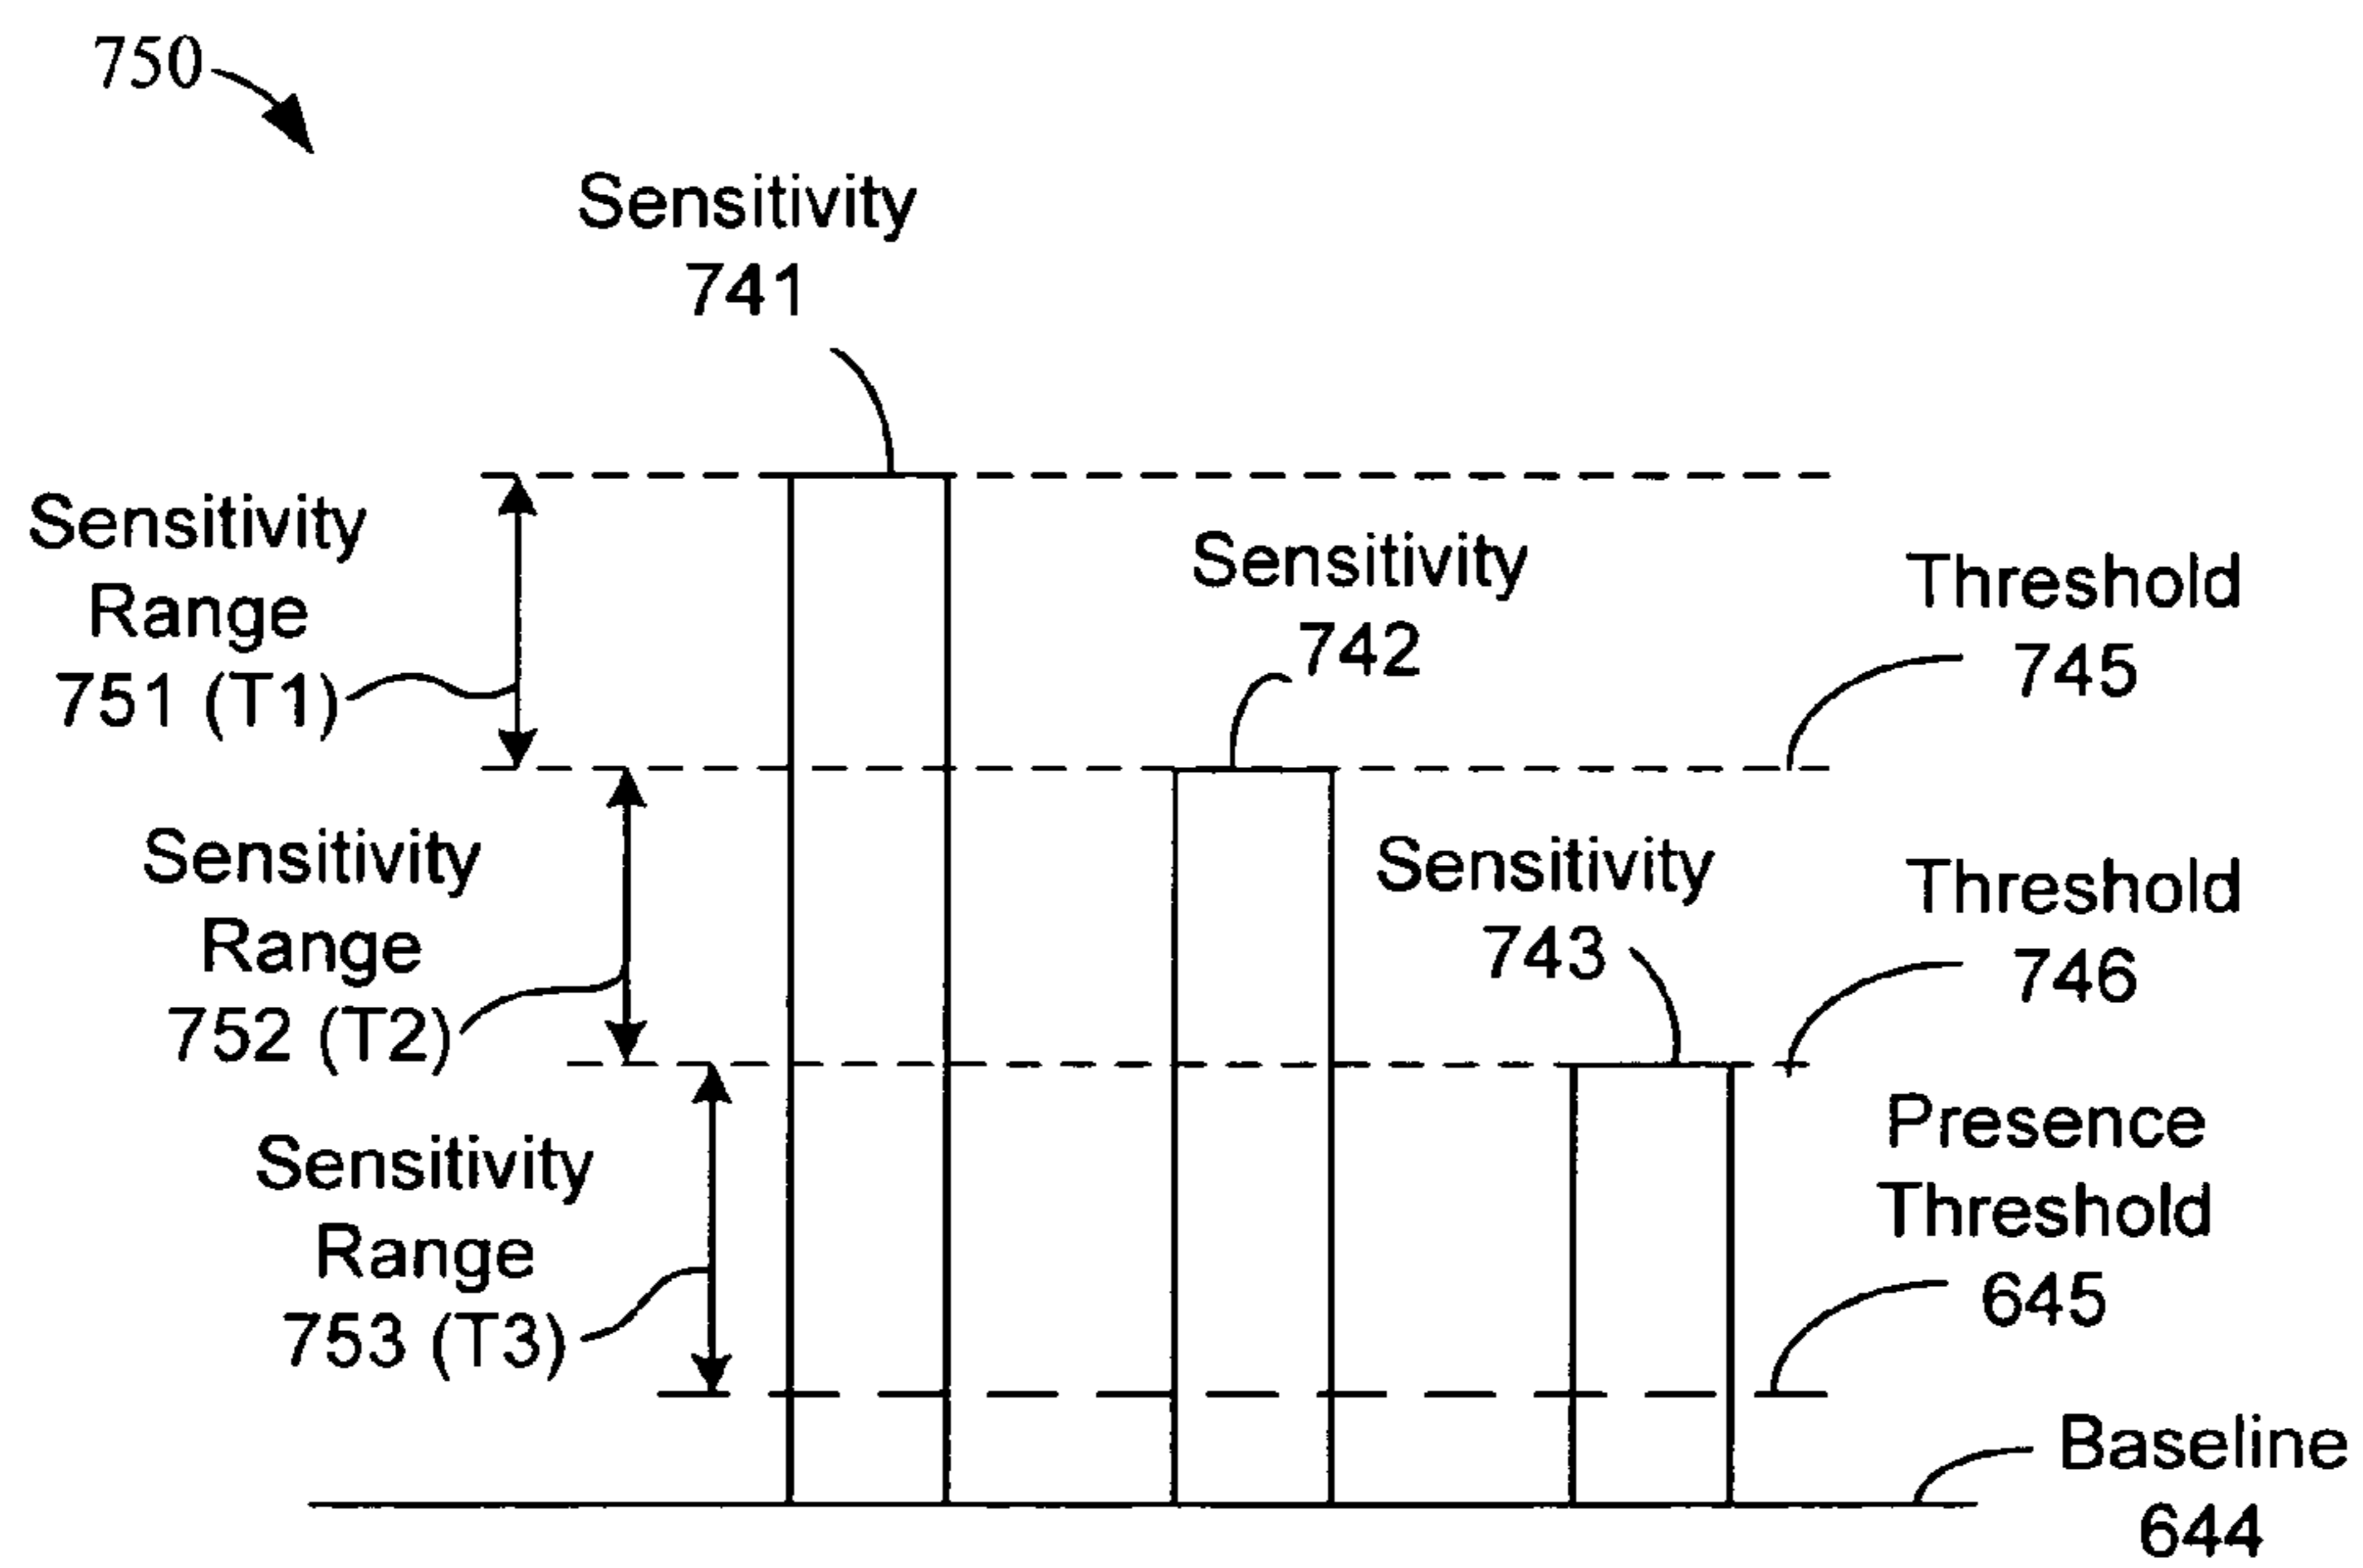 750
Sensitivity
741
Sensitivity
Range
751 (T1)
Sensitivity
742
Threshold
745
Sensitivity
Range
752 (T2)
Sensitivity
743
Threshold
746
Sensitivity
Range
753 (T3)
Presence
Threshold
645
Baseline
644